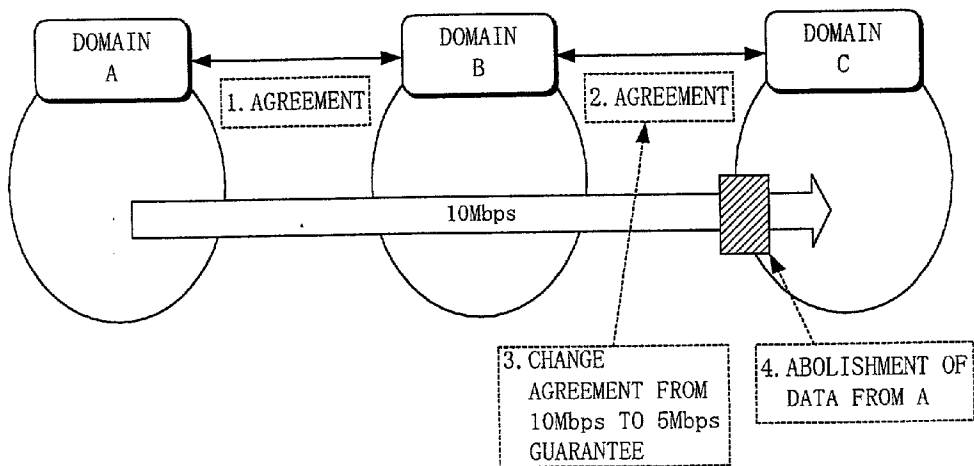 DOMAIN
A
DOMAIN
B
DOMAIN
C
1. AGREEMENT
2. AGREEMENT
10Mbps
3. CHANGE
AGREEMENT FROM
10Mbps TO 5Mbps
GUARANTEE
4. ABOLISHMENT OF
DATA FROM A